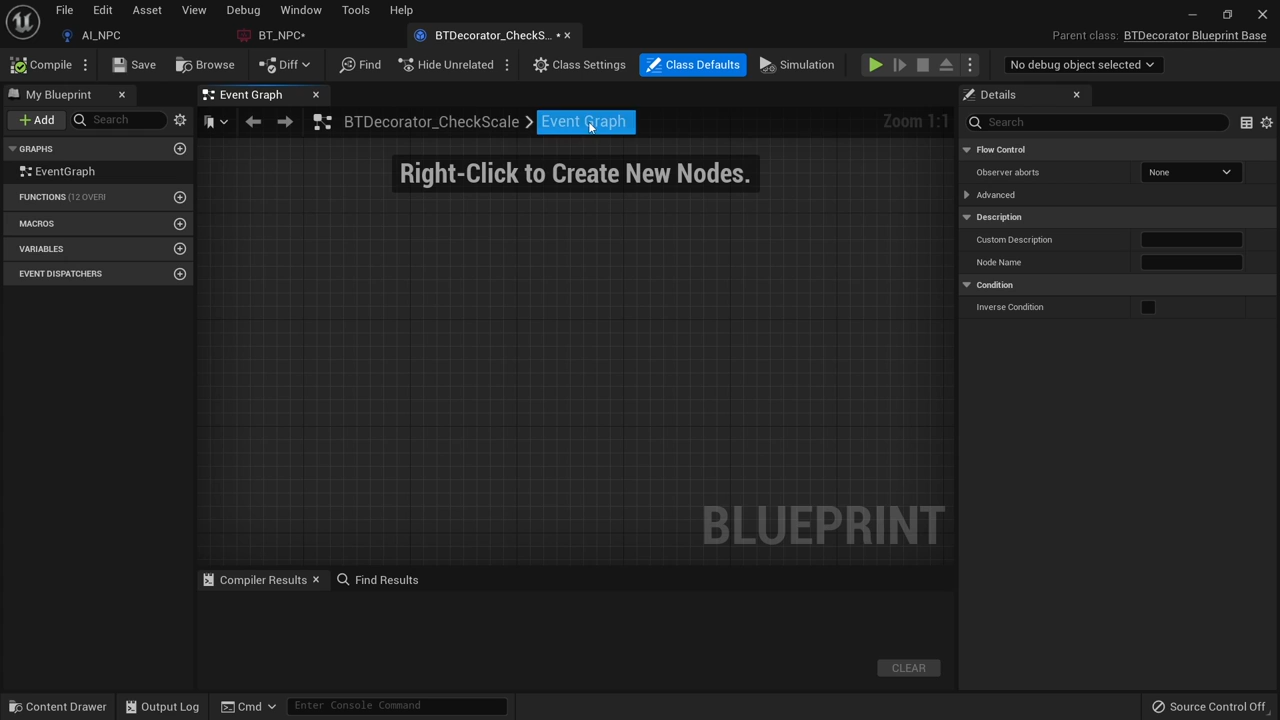 File Edit Asset View Debug Window Tools Help
AI_NPC BT_NPC* BTDecorator_CheckS... * Parent class: BTDecorator Blueprint Base
Compile Save Browse Diff Find Hide Unrelated Class Settings Class Defaults Simulation No debug object selected
My Blueprint Event Graph Details
Add Search BTDecorator_CheckScale > Event Graph Zoom 1:1 Search
GRAPHS Flow Control
EventGraph Right-Click to Create New Nodes. Observer aborts None
FUNCTIONS (12 OVERI Advanced
MACROS Description
VARIABLES Custom Description
EVENT DISPATCHERS Node Name
Condition
Inverse Condition
BLUEPRINT
Compiler Results Find Results
CLEAR
Content Drawer Output Log Cmd Enter Console Command Source Control Off